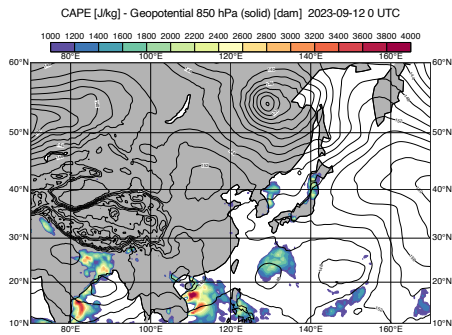 CAPE [J/kg] - Geopotential 850 hPa (solid) [dam] 2023-09-12 0 UTC
1000 1200 1400 1600 1800 2000 2200 2400 2600 2800 3000 3200 3400 3600 3800 4000
80°E 100°E 120°E 140°E 160°E
60°N 60°N
50°N 50°N
40°N 40°N
30°N 30°N
20°N 20°N
10°N 10°N
80°E 100°E 120°E 140°E 160°E